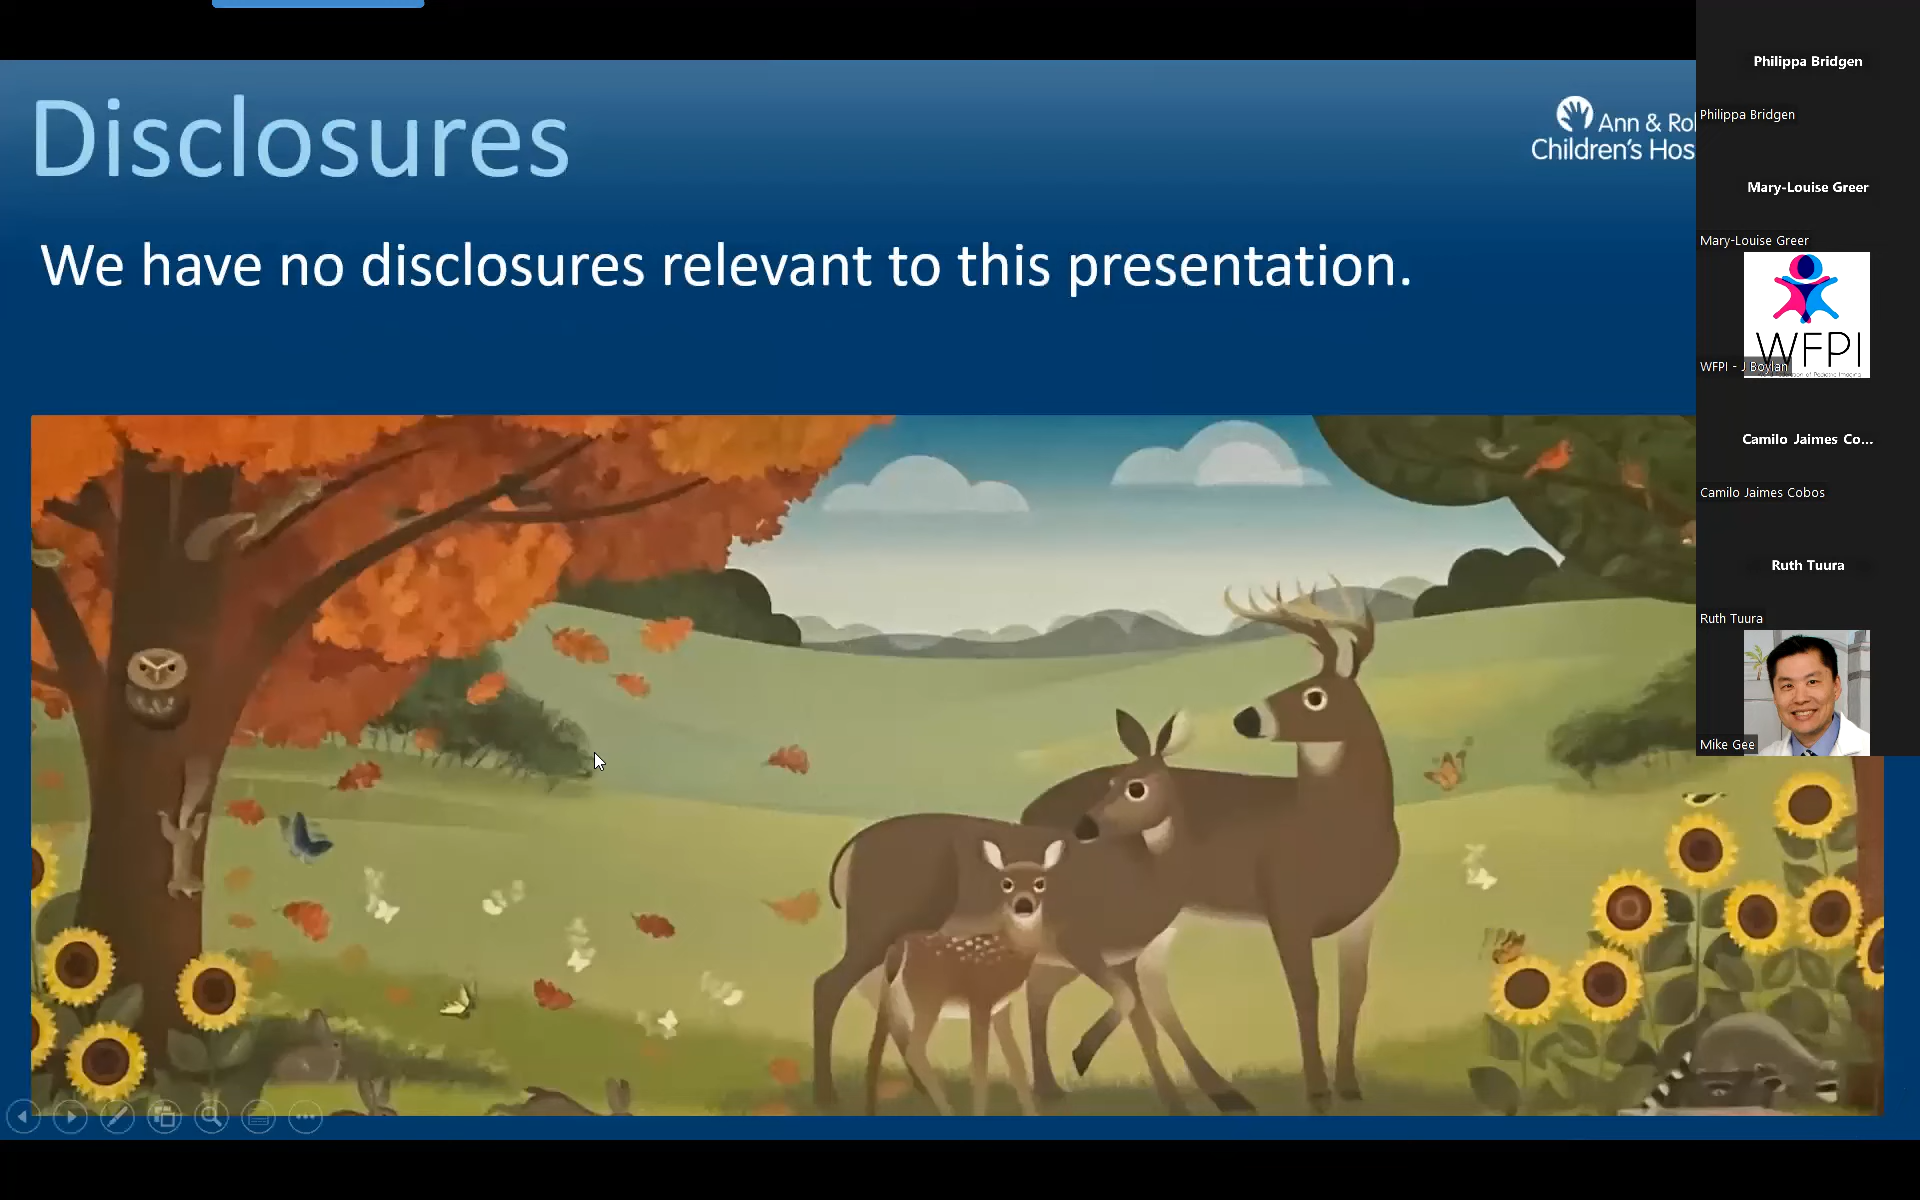 Disclosures
Ann & Ro
Children's Hos
We have no disclosures relevant to this presentation.
Philippa Bridgen
Philippa Bridgen
Mary-Louise Greer
Mary-Louise Greer
WFPI
WFPI - J Boylan
Camilo Jaimes Co...
Camilo Jaimes Cobos
Ruth Tuura
Ruth Tuura
Mike Gee